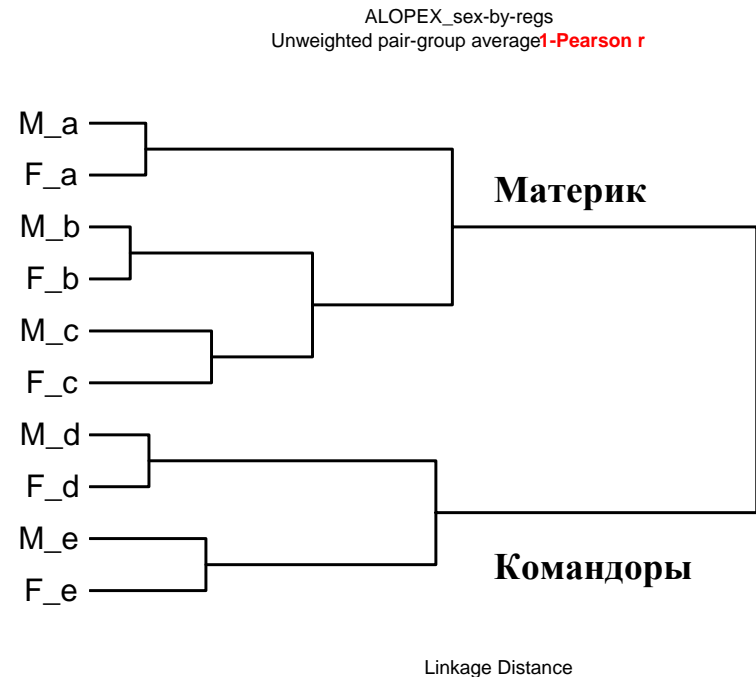 ALOPEX_sex-by-regs
Unweighted pair-group average1-Pearson r
M_a
F_a
Материк
M_b
F_b
M_c
F_c
M_d
F_d
M_e
Командоры
F_e
Linkage Distance